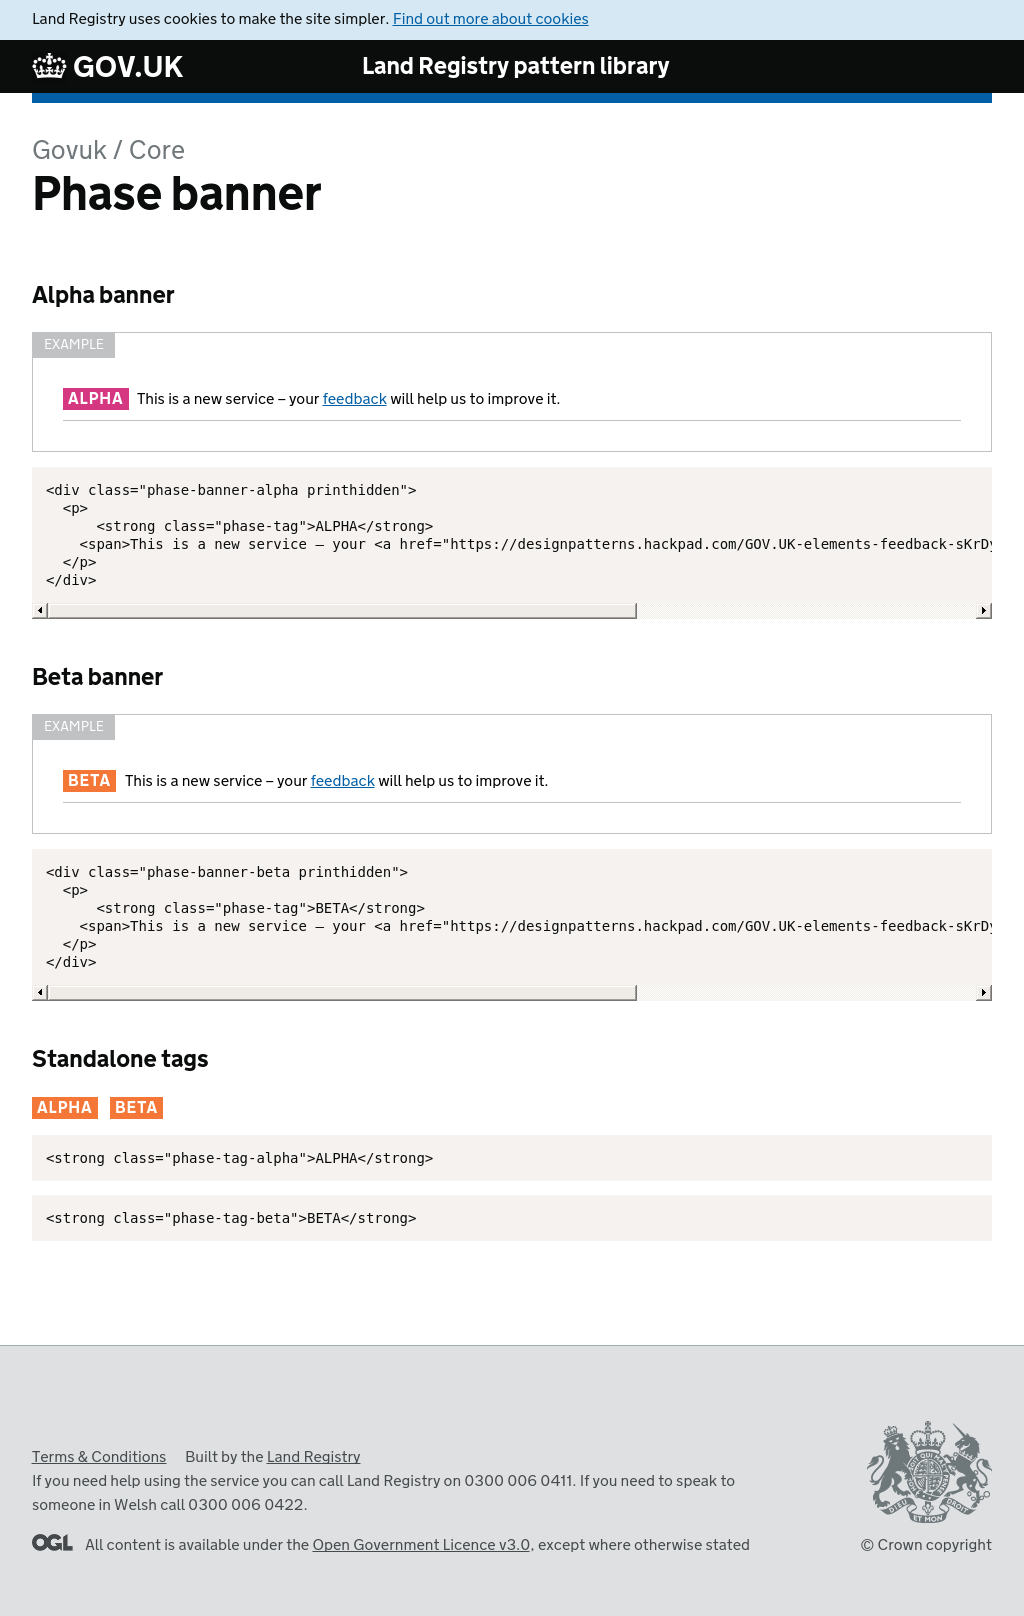 Land Registry uses cookies to make the site simpler. Find out more about cookies
GOV.UK
Land Registry pattern library
Govuk / Core
Phase banner
Alpha banner
EXAMPLE
ALPHA This is a new service – your feedback will help us to improve it.
<div class="phase-banner-alpha printhidden">
  <p>
      <strong class="phase-tag">ALPHA</strong>
    <span>This is a new service – your <a href="https://designpatterns.hackpad.com/GOV.UK-elements-feedback-sKrDy
  </p>
</div>
Beta banner
EXAMPLE
BETA This is a new service – your feedback will help us to improve it.
<div class="phase-banner-beta printhidden">
  <p>
      <strong class="phase-tag">BETA</strong>
    <span>This is a new service – your <a href="https://designpatterns.hackpad.com/GOV.UK-elements-feedback-sKrDy
  </p>
</div>
Standalone tags
ALPHA BETA
<strong class="phase-tag-alpha">ALPHA</strong>
<strong class="phase-tag-beta">BETA</strong>
Terms & Conditions Built by the Land Registry
If you need help using the service you can call Land Registry on 0300 006 0411. If you need to speak to
someone in Welsh call 0300 006 0422.
DIEU ET MON DROIT
OGL All content is available under the Open Government Licence v3.0, except where otherwise stated
© Crown copyright